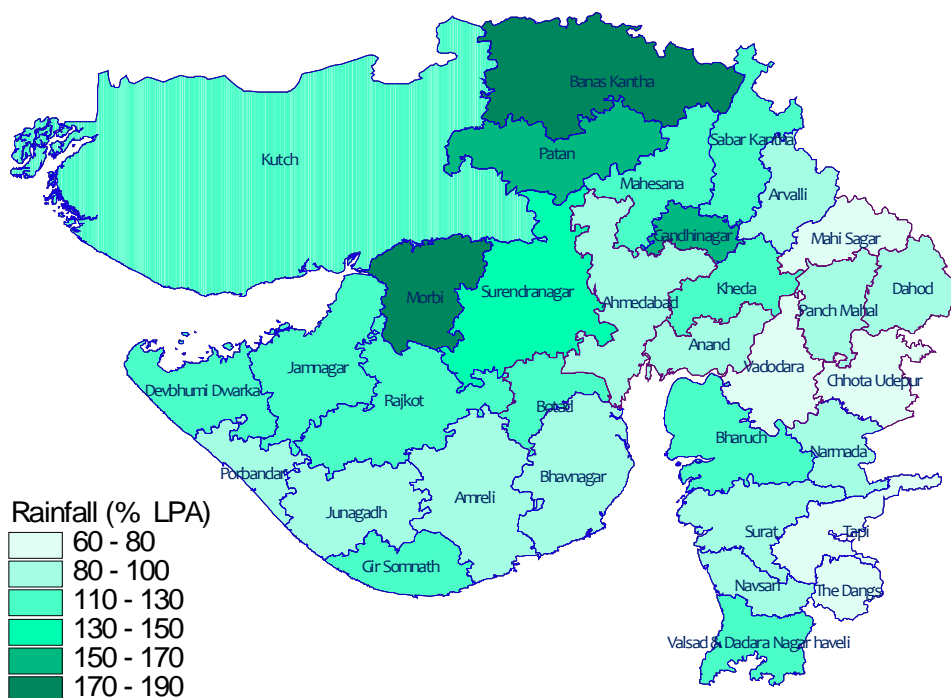 Banas Kantha
Sabar Kantha
Patan
Kutch
Mahesana
Arvalli
Gandhinagar
Mahi Sagar
Kheda
Dahod
Morbi
Surendranagar
Ahmedabad
Panch Mahal
Anand
Jamnagar
Vadodara
Chhota Udepur
Devbhumi Dwarka
Rajkot
Botad
Bharuch
Porbandar
Bhavnagar
Narmada
Amreli
Junagadh
Surat
Tapi
Gir Somnath
Navsari
The Dangs
Valsad & Dadara Nagar haveli
Rainfall (% LPA)
60 - 80
80 - 100
110 - 130
130 - 150
150 - 170
170 - 190